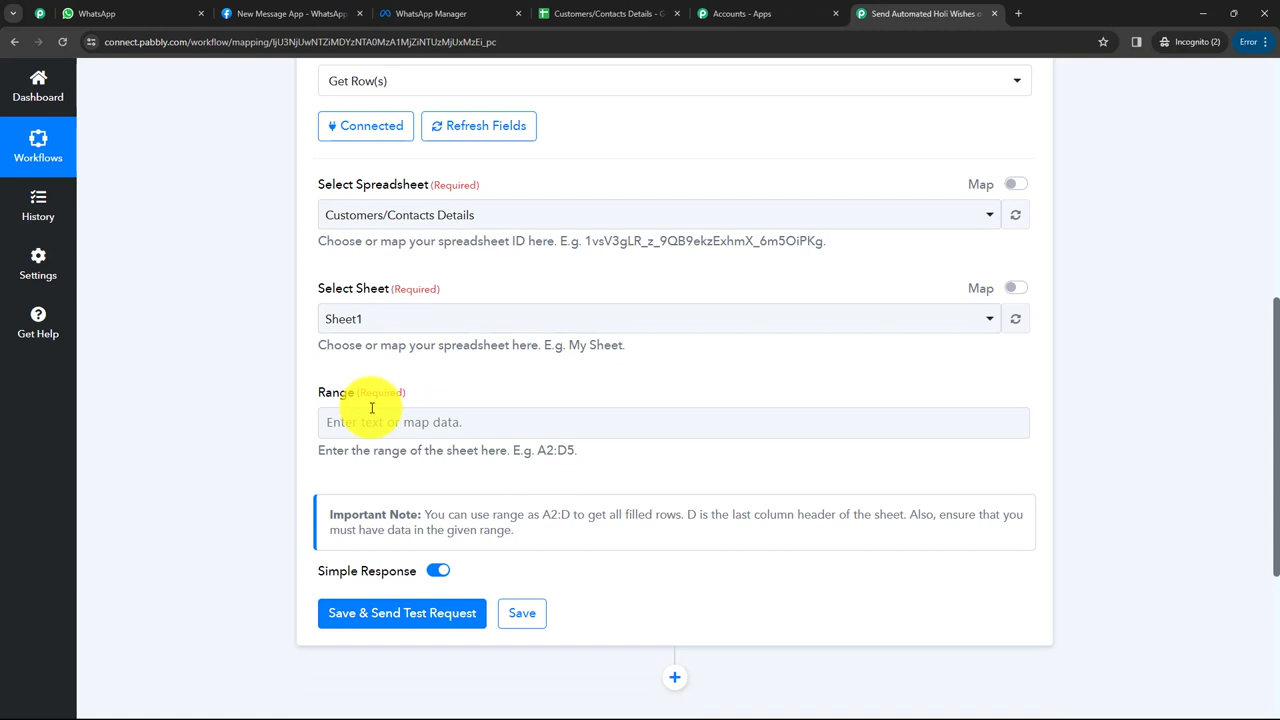 WhatsApp
New Message App - WhatsApp
WhatsApp Manager
Customers/Contacts Details - G
Accounts - Apps
Send Automated Holi Wishes o
connect.pabbly.com/workflow/mapping/IjU3NjUwNTZiMDYzNTA0MzA1MjZiNTUzMjUxMzEi_pc
Incognito (2)
Error
Dashboard
Workflows
History
Settings
Get Help
Get Row(s)
Connected
Refresh Fields
Select Spreadsheet (Required)
Map
Customers/Contacts Details
Choose or map your spreadsheet ID here. E.g. 1vsV3gLR_z_9QB9ekzExhmX_6m5OiPKg.
Select Sheet (Required)
Map
Sheet1
Choose or map your spreadsheet here. E.g. My Sheet.
Range (Required)
Enter text or map data.
Enter the range of the sheet here. E.g. A2:D5.
Important Note: You can use range as A2:D to get all filled rows. D is the last column header of the sheet. Also, ensure that you
must have data in the given range.
Simple Response
Save & Send Test Request
Save